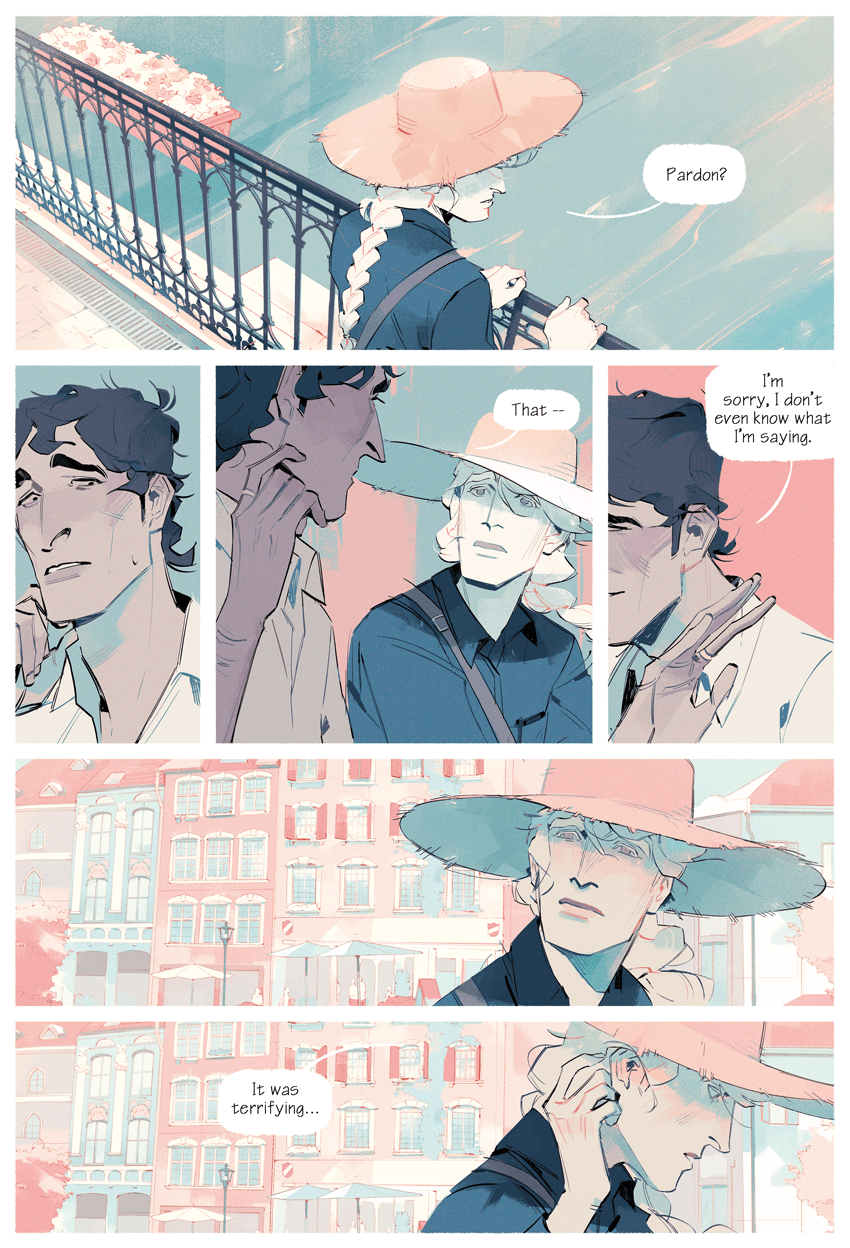 Pardon?
That --
I'm
sorry, I don't
even know what
I'm saying.
It was
terrifying...